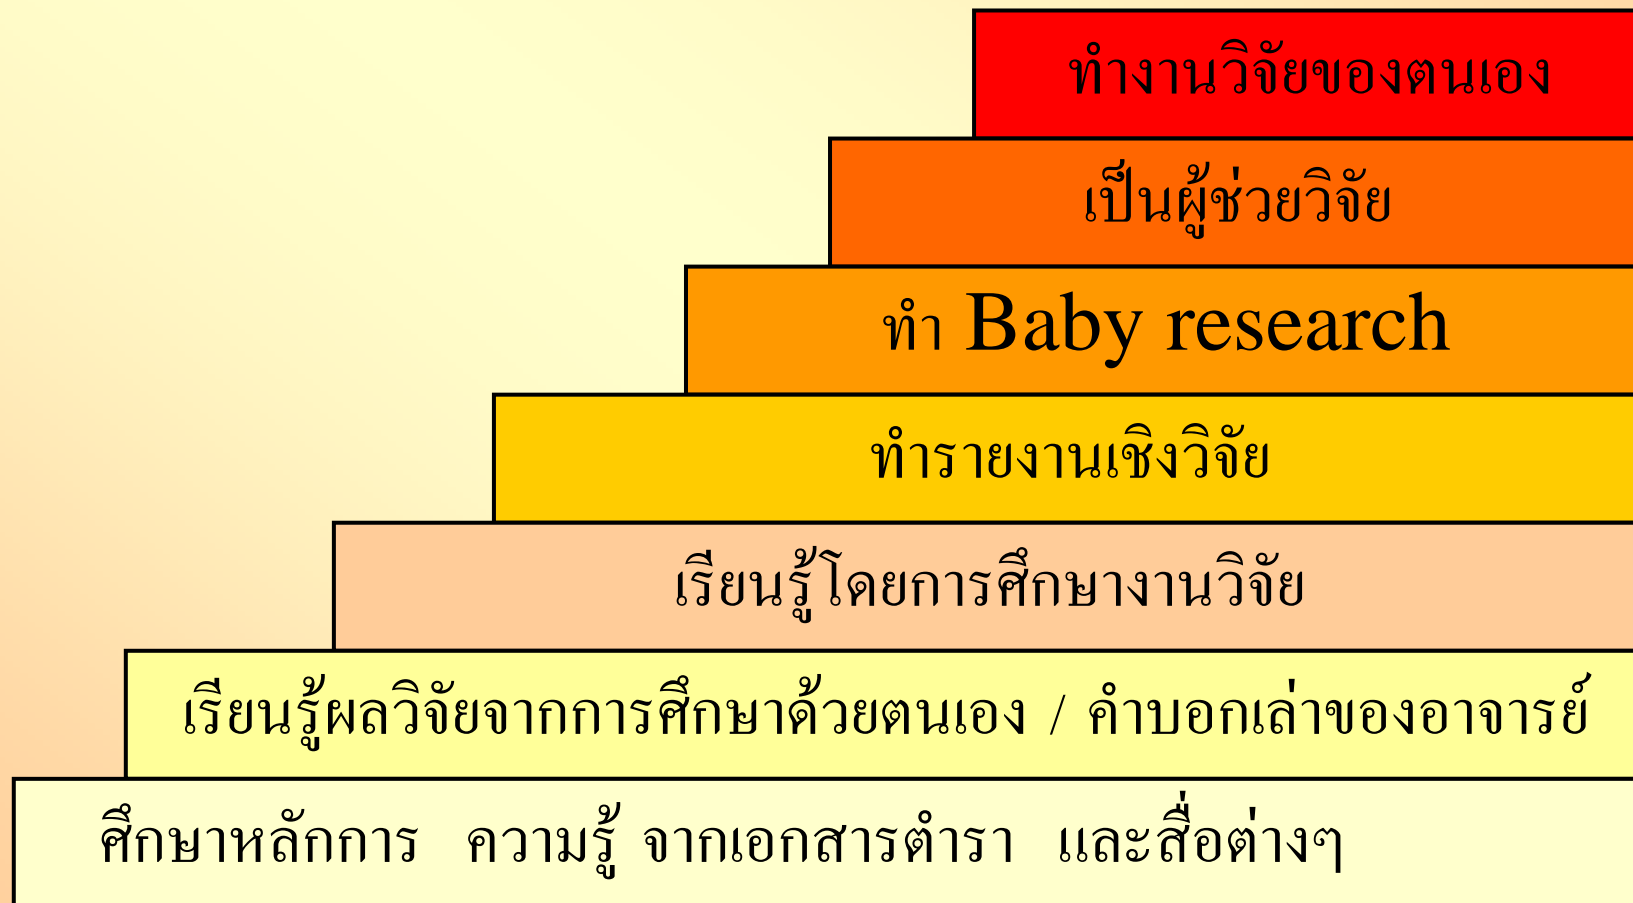 ทำงานวิจัยของตนเอง
เป็นผู้ช่วยวิจัย
ทำ Baby research
ทำรายงานเชิงวิจัย
เรียนรู้โดยการศึกษางานวิจัย
เรียนรู้ผลวิจัยจากการศึกษาด้วยตนเอง / คำบอกเล่าของอาจารย์
ศึกษาหลักการ ความรู้ จากเอกสารตำรา และสื่อต่างๆ